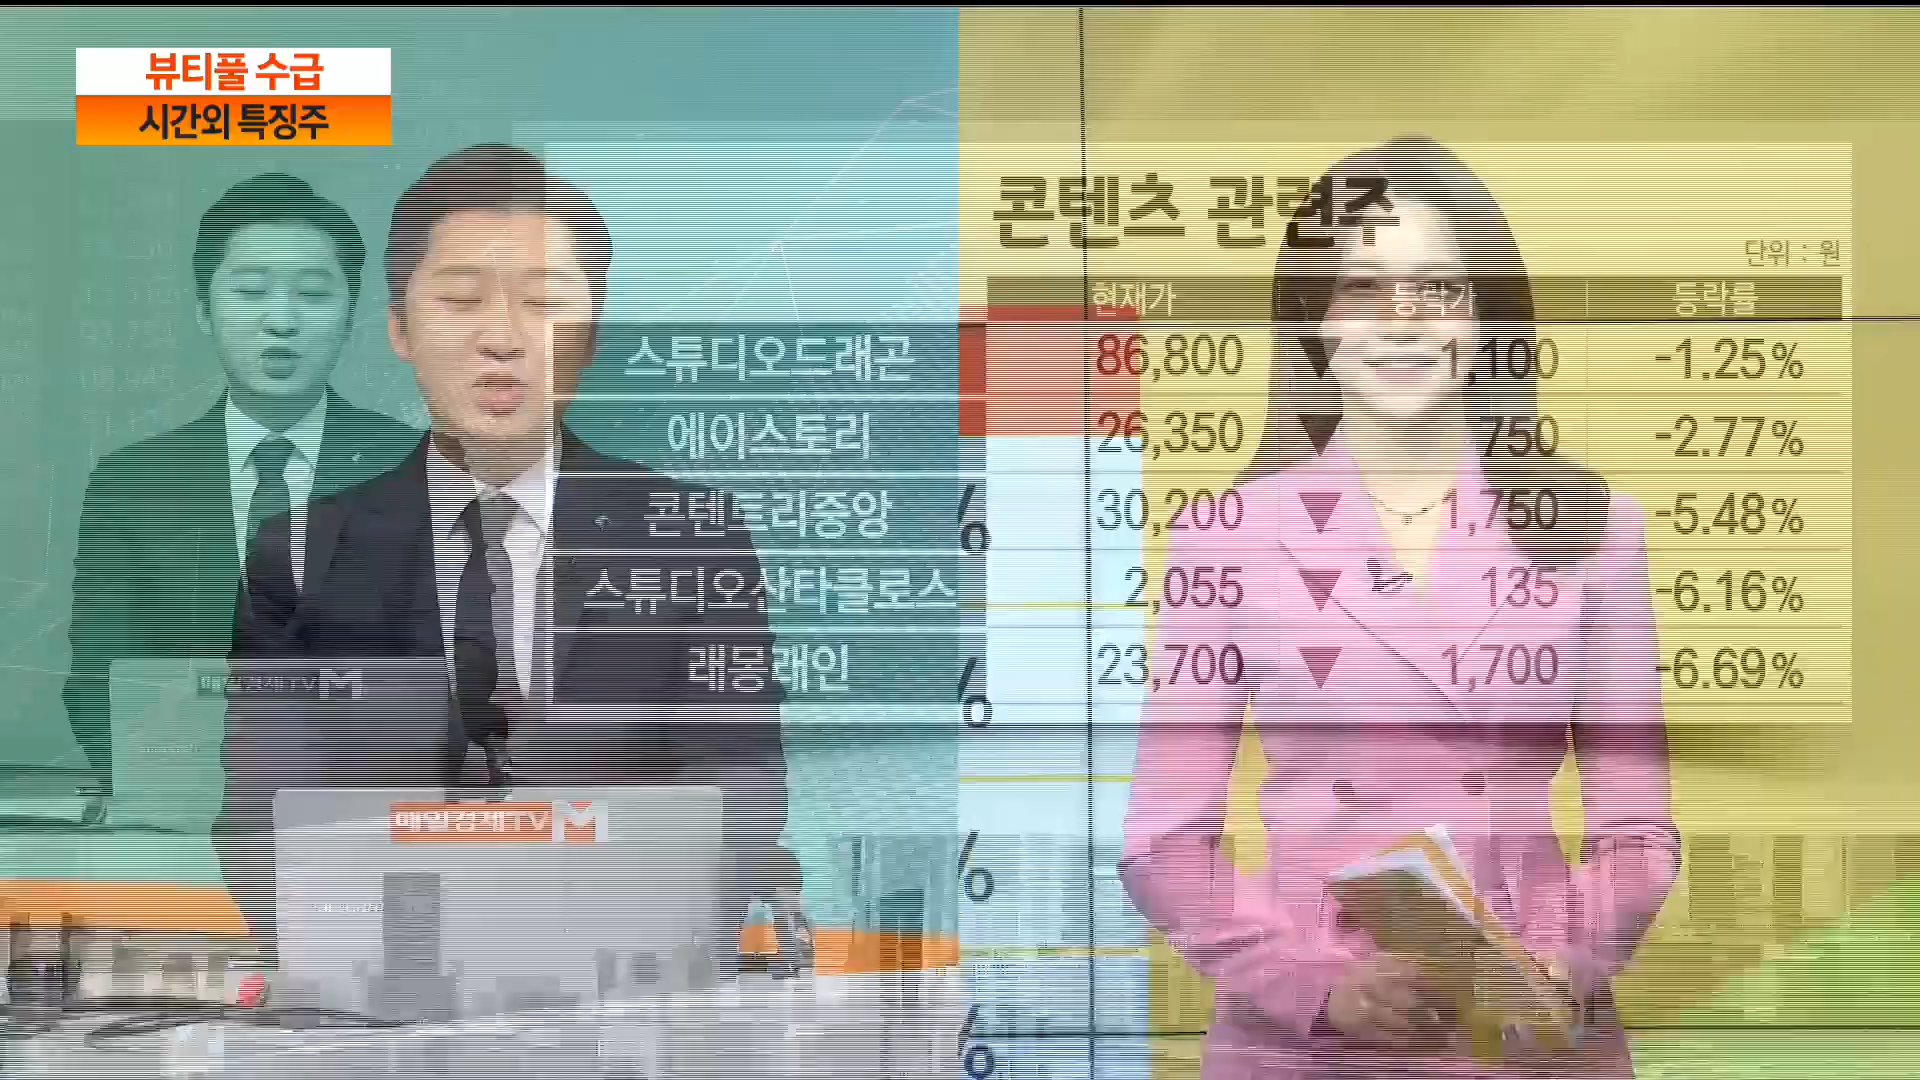 뷰티풀 수급
시간외 특징주
콘텐츠 관련주
단위 : 원
현재가 등락가 등락률
스튜디오드래곤 86,800 ▼ 1,100 -1.25%
에이스토리 26,350 ▼ 750 -2.77%
콘텐트리중앙 30,200 ▼ 1,750 -5.48%
스튜디오산타클로스 2,055 ▼ 135 -6.16%
래몽래인 23,700 ▼ 1,700 -6.69%
%
%
%
%
매일경제TV M
매일경제TV M